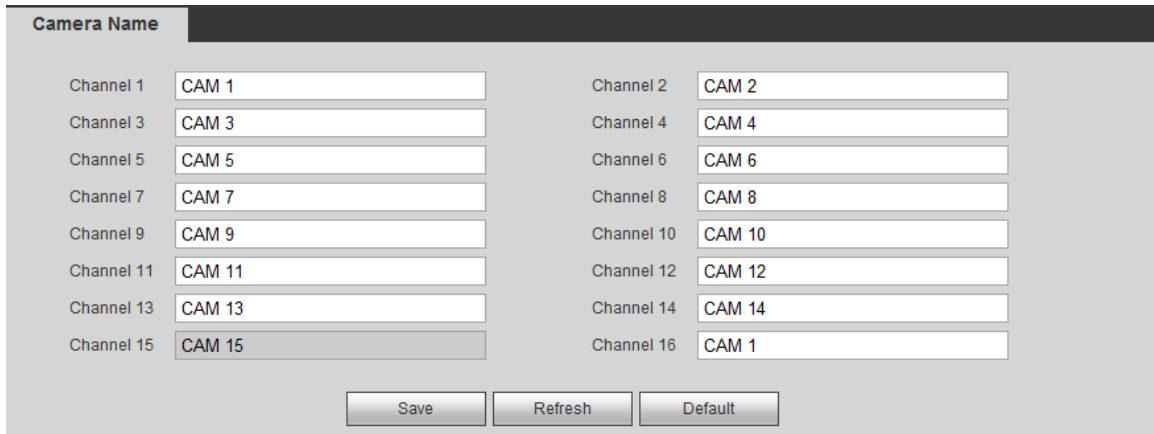 Camera Name
Channel 1 CAM 1 Channel 2 CAM 2
Channel 3 CAM 3 Channel 4 CAM 4
Channel 5 CAM 5 Channel 6 CAM 6
Channel 7 CAM 7 Channel 8 CAM 8
Channel 9 CAM 9 Channel 10 CAM 10
Channel 11 CAM 11 Channel 12 CAM 12
Channel 13 CAM 13 Channel 14 CAM 14
Channel 15 CAM 15 Channel 16 CAM 1
Save Refresh Default